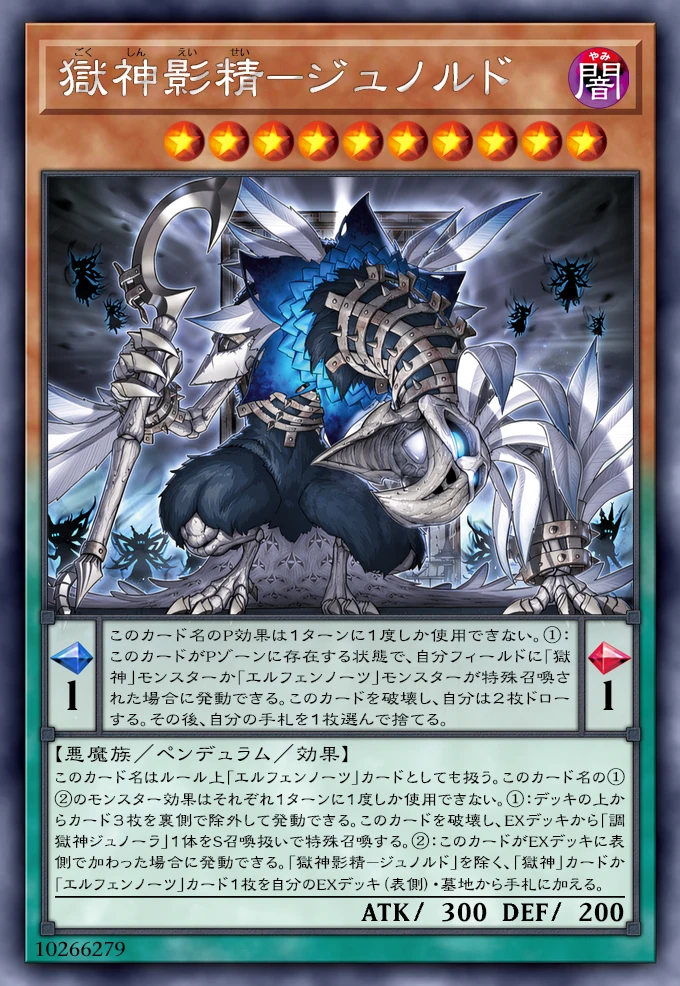 ごく しん えい せい
獄神影精－ジュノルド
やみ
闇
このカード名のP効果は1ターンに1度しか使用できない。①：
このカードがPゾーンに存在する状態で、自分フィールドに「獄
神」モンスターか「エルフェンノーツ」モンスターが特殊召喚さ
れた場合に発動できる。このカードを破壊し、自分は2枚ドロー
する。その後、自分の手札を1枚選んで捨てる。
1
1
【悪魔族／ペンデュラム／効果】
このカード名はルール上「エルフェンノーツ」カードとしても扱う。このカード名の①
②のモンスター効果はそれぞれ1ターンに1度しか使用できない。①：デッキの上か
らカード3枚を裏側で除外して発動できる。このカードを破壊し、EXデッキから「調
獄神ジュノーラ」1体をS召喚扱いで特殊召喚する。②：このカードがEXデッキに表
側で加わった場合に発動できる。「獄神影精－ジュノルド」を除く、「獄神」カードか
「エルフェンノーツ」カード1枚を自分のEXデッキ（表側）・墓地から手札に加える。
ATK/ 300 DEF/ 200
10266279